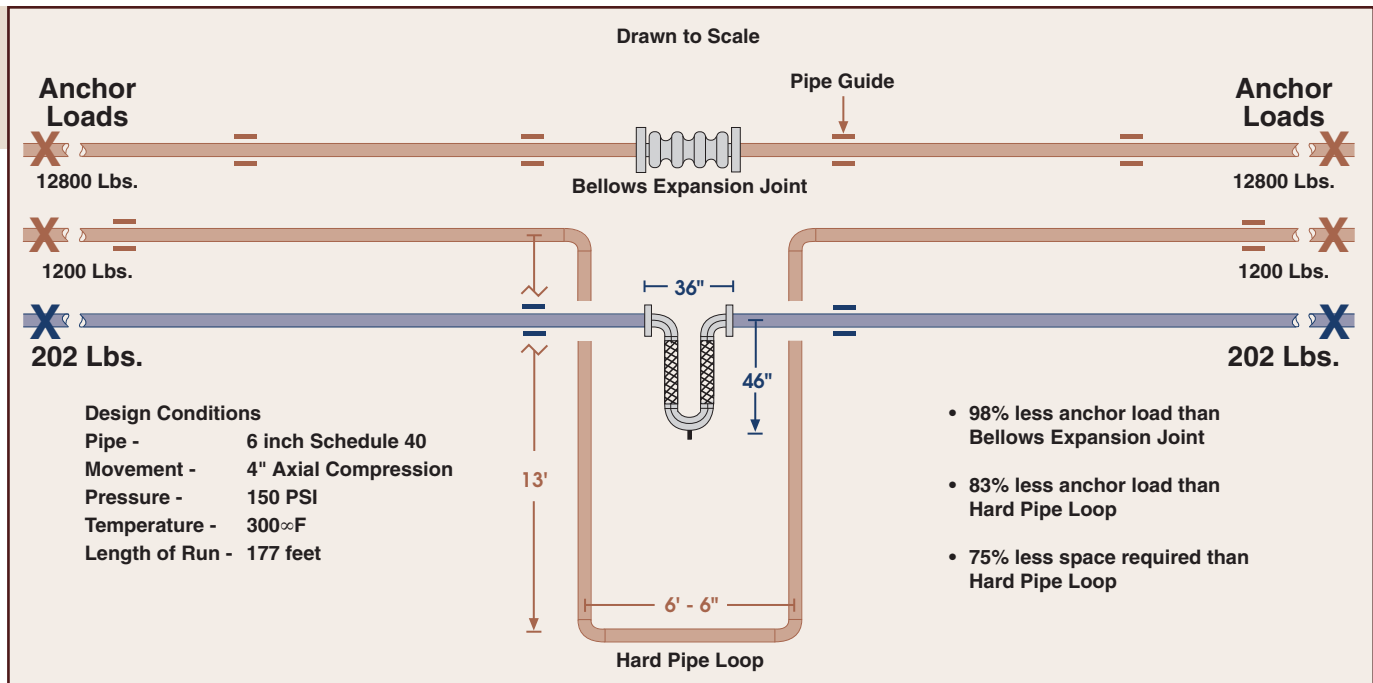 Drawn to Scale
Anchor
Loads
Pipe Guide
Anchor
Loads
X
X
12800 Lbs.
Bellows Expansion Joint
12800 Lbs.
X
X
1200 Lbs.
1200 Lbs.
36"
X
X
202 Lbs.
202 Lbs.
46"
Design Conditions
Pipe - 6 inch Schedule 40
Movement - 4" Axial Compression
Pressure - 150 PSI
Temperature - 300∞F
Length of Run - 177 feet
13'
• 98% less anchor load than
Bellows Expansion Joint
• 83% less anchor load than
Hard Pipe Loop
• 75% less space required than
Hard Pipe Loop
6' - 6"
Hard Pipe Loop